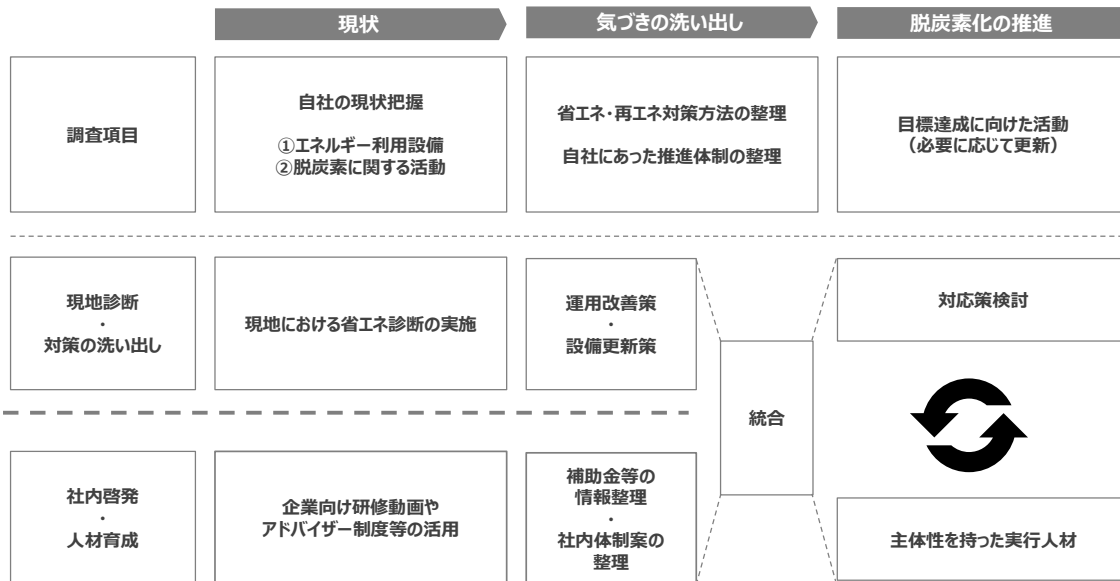 現状
気づきの洗い出し
脱炭素化の推進
調査項目
自社の現状把握
①エネルギー利用設備
②脱炭素に関する活動
省エネ・再エネ対策方法の整理
自社にあった推進体制の整理
目標達成に向けた活動
（必要に応じて更新）
現地診断
・
対策の洗い出し
現地における省エネ診断の実施
運用改善策
・
設備更新策
統合
対応策検討
社内啓発
・
人材育成
企業向け研修動画や
アドバイザー制度等の活用
補助金等の
情報整理
・
社内体制案の
整理
主体性を持った実行人材